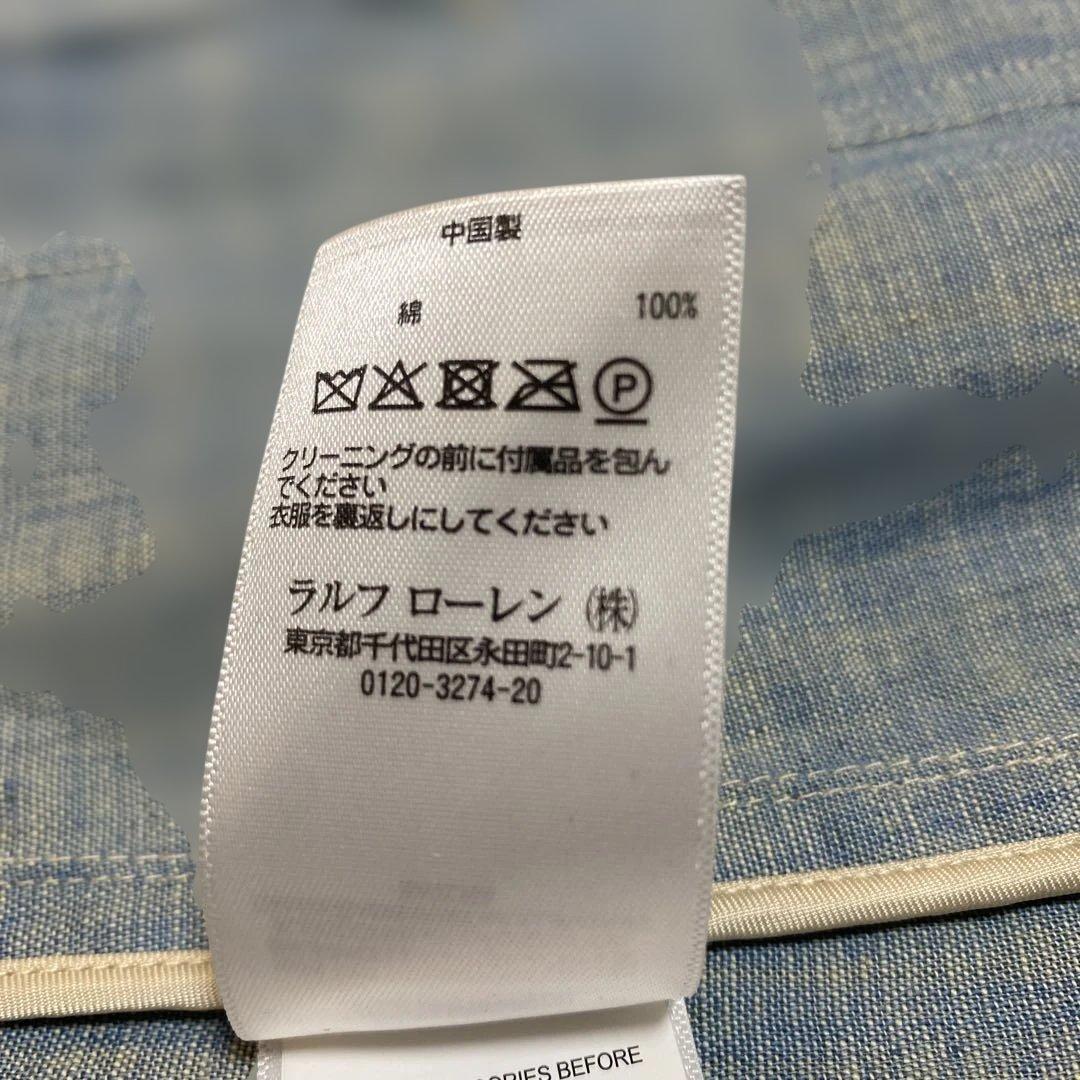 中国製
綿 100%
P
クリーニングの前に付属品を包ん
でください
衣服を裏返しにしてください
ラルフ ローレン (株)
東京都千代田区永田町2-10-1
0120-3274-20
BEFORE